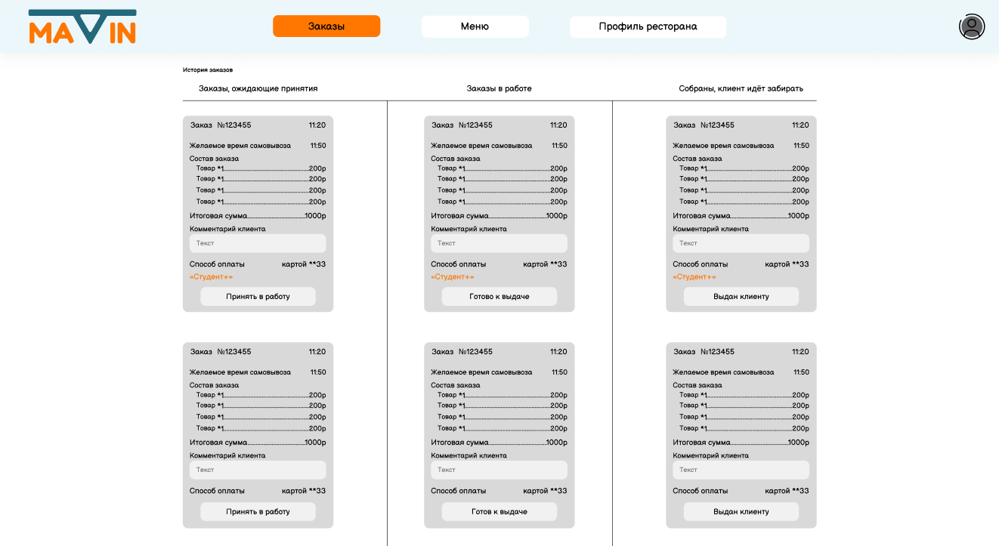 MAVIN
Заказы
Меню
Профиль ресторана
История заказов
Заказы, ожидающие принятия
Заказы в работе
Собраны, клиент идёт забирать
Заказ №123455 11:20
Желаемое время самовывоза 11:50
Состав заказа
Товар *1 200р
Товар *1 200р
Товар *1 200р
Товар *1 200р
Итоговая сумма 1000р
Комментарий клиента
Текст
Способ оплаты картой **33
«Студент+»
Принять в работу
Заказ №123455 11:20
Желаемое время самовывоза 11:50
Состав заказа
Товар *1 200р
Товар *1 200р
Товар *1 200р
Товар *1 200р
Итоговая сумма 1000р
Комментарий клиента
Текст
Способ оплаты картой **33
«Студент+»
Готово к выдаче
Заказ №123455 11:20
Желаемое время самовывоза 11:50
Состав заказа
Товар *1 200р
Товар *1 200р
Товар *1 200р
Товар *1 200р
Итоговая сумма 1000р
Комментарий клиента
Текст
Способ оплаты картой **33
«Студент+»
Выдан клиенту
Заказ №123455 11:20
Желаемое время самовывоза 11:50
Состав заказа
Товар *1 200р
Товар *1 200р
Товар *1 200р
Товар *1 200р
Итоговая сумма 1000р
Комментарий клиента
Текст
Способ оплаты картой **33
Принять в работу
Заказ №123455 11:20
Желаемое время самовывоза 11:50
Состав заказа
Товар *1 200р
Товар *1 200р
Товар *1 200р
Товар *1 200р
Итоговая сумма 1000р
Комментарий клиента
Текст
Способ оплаты картой **33
Готов к выдаче
Заказ №123455 11:20
Желаемое время самовывоза 11:50
Состав заказа
Товар *1 200р
Товар *1 200р
Товар *1 200р
Товар *1 200р
Итоговая сумма 1000р
Комментарий клиента
Текст
Способ оплаты картой **33
Выдан клиенту